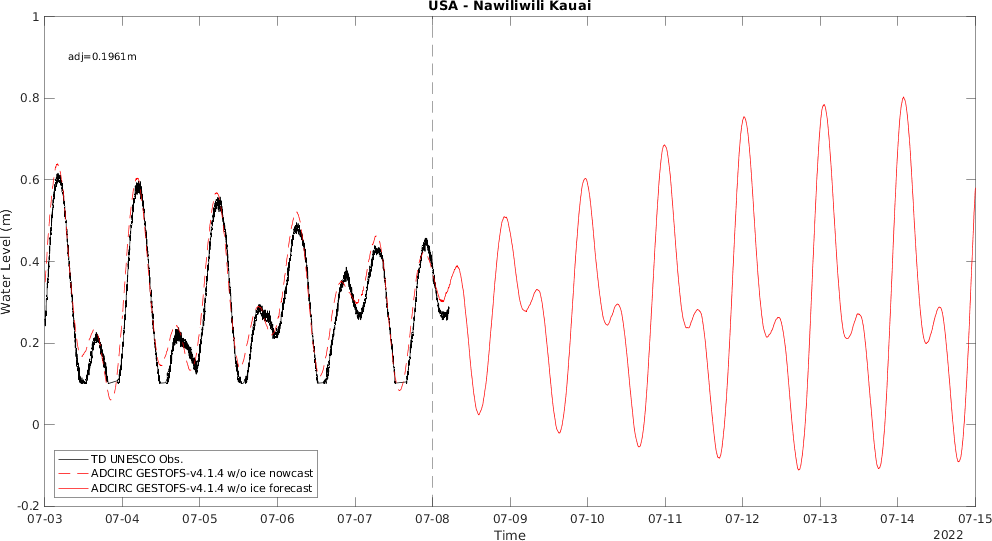 USA - Nawiliwili Kauai
adj=0.1961m
1
0.8
0.6
0.4
0.2
0
-0.2
Water Level (m)
TD UNESCO Obs.
ADCIRC GESTOFS-v4.1.4 w/o ice nowcast
ADCIRC GESTOFS-v4.1.4 w/o ice forecast
07-03 07-04 07-05 07-06 07-07 07-08 07-09 07-10 07-11 07-12 07-13 07-14 07-15
Time
2022